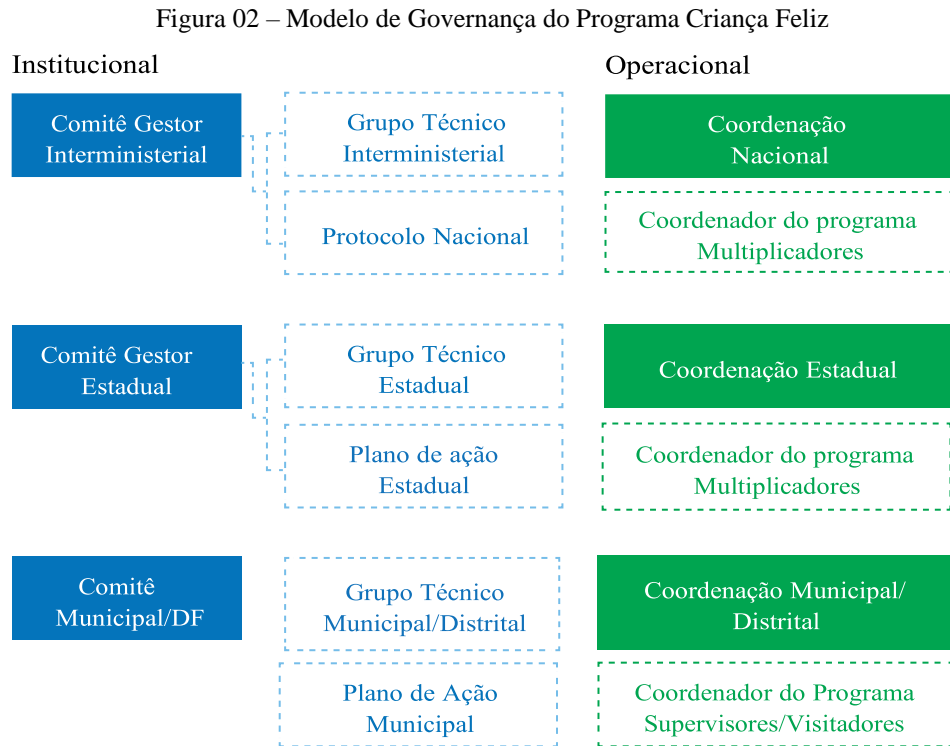 Figura 02 – Modelo de Governança do Programa Criança Feliz
Institucional
Operacional
Comitê Gestor
Interministerial
Grupo Técnico
Interministerial
Protocolo Nacional
Coordenação
Nacional
Coordenador do programa
Multiplicadores
Comitê Gestor
Estadual
Grupo Técnico
Estadual
Plano de ação
Estadual
Coordenação Estadual
Coordenador do programa
Multiplicadores
Comitê
Municipal/DF
Grupo Técnico
Municipal/Distrital
Plano de Ação
Municipal
Coordenação Municipal/
Distrital
Coordenador do Programa
Supervisores/Visitadores